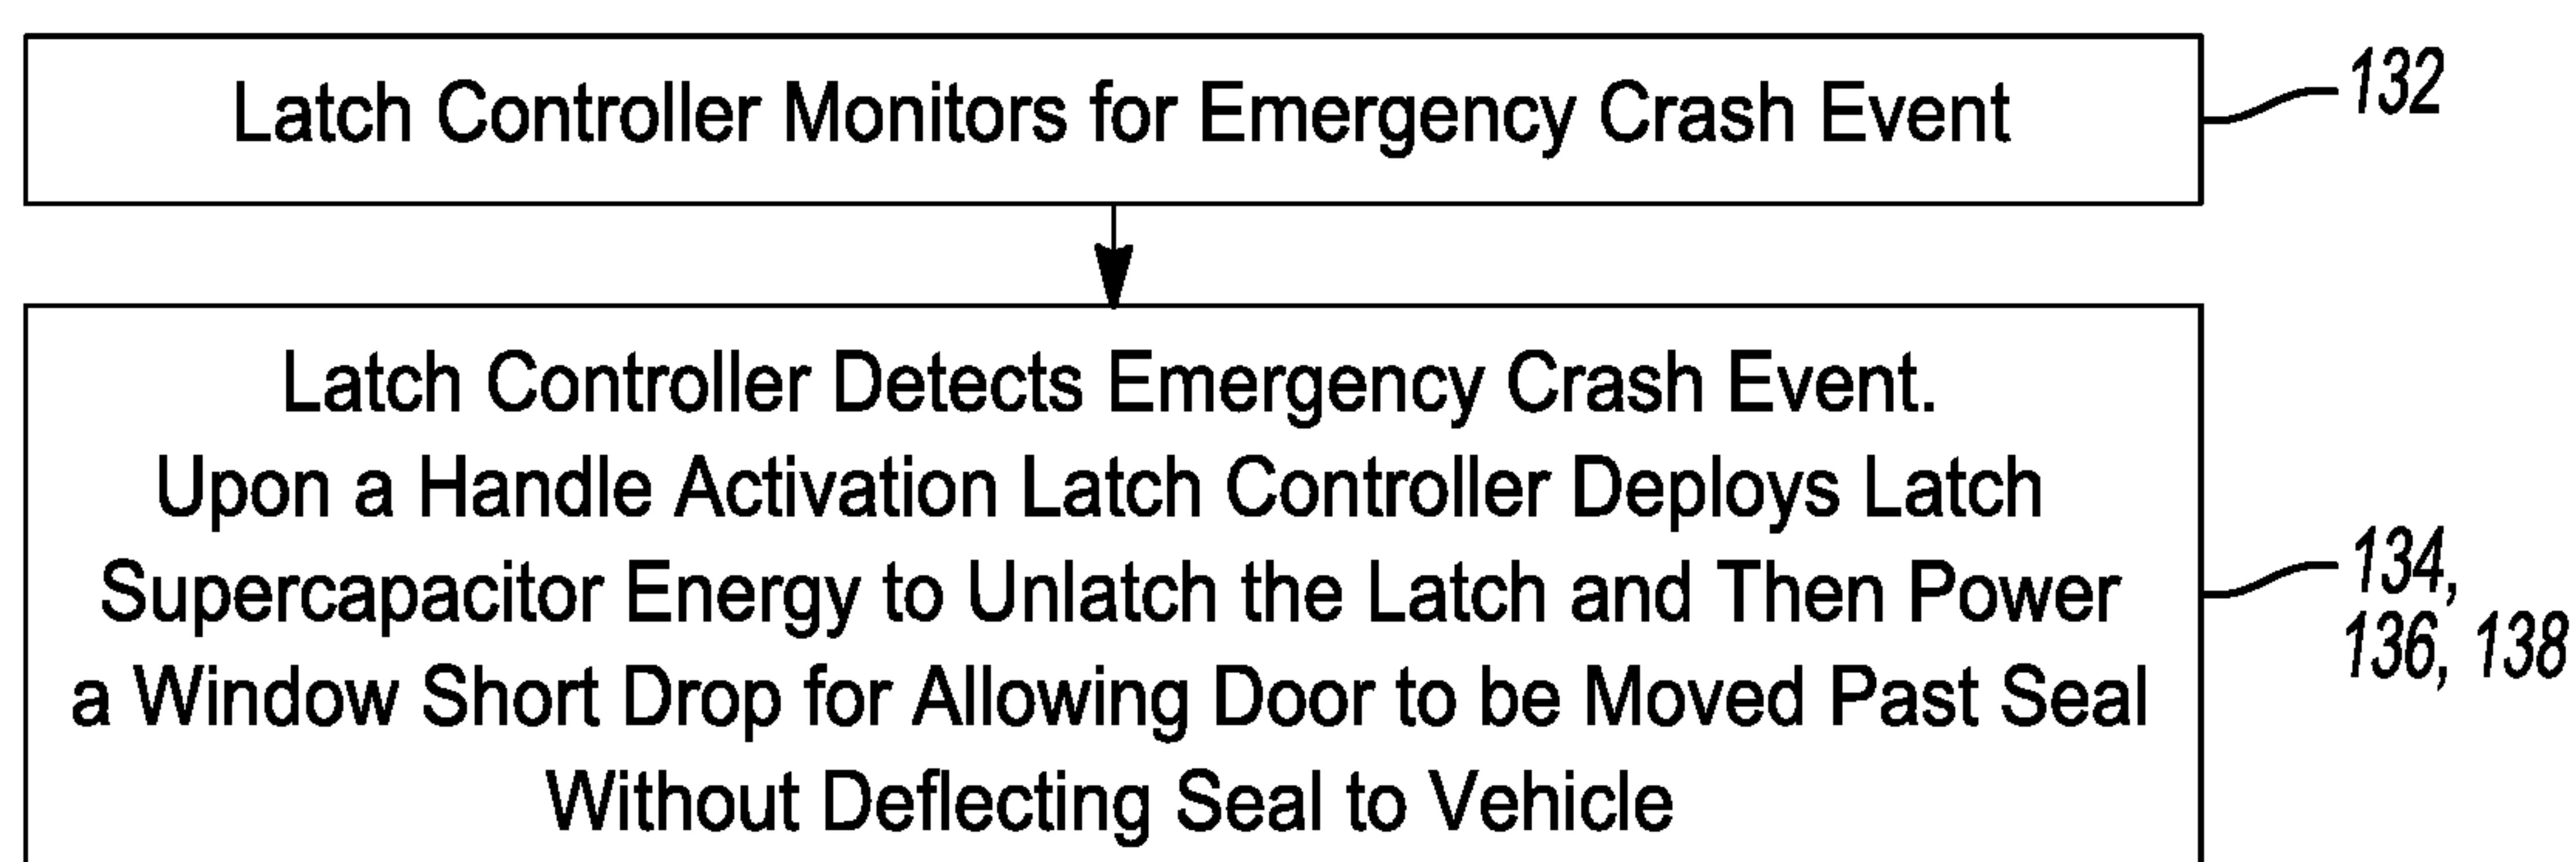 Latch Controller Monitors for Emergency Crash Event
132
Latch Controller Detects Emergency Crash Event.
Upon a Handle Activation Latch Controller Deploys Latch
Supercapacitor Energy to Unlatch the Latch and Then Power
a Window Short Drop for Allowing Door to be Moved Past Seal
Without Deflecting Seal to Vehicle
134,
136, 138